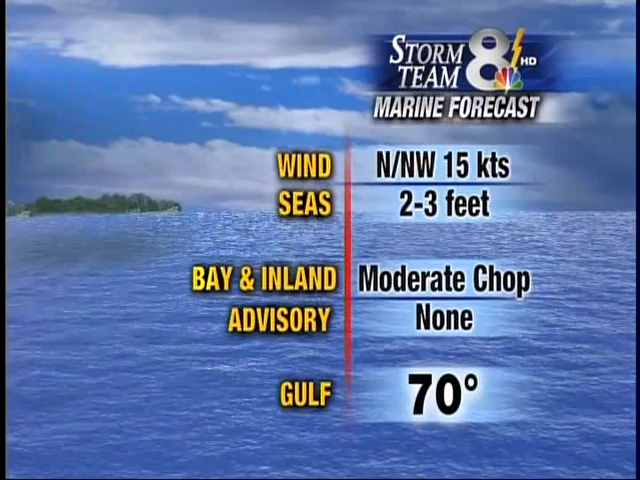 STORM TEAM 8 HD
MARINE FORECAST
WIND N/NW 15 kts
SEAS 2-3 feet
BAY & INLAND Moderate Chop
ADVISORY None
GULF 70°